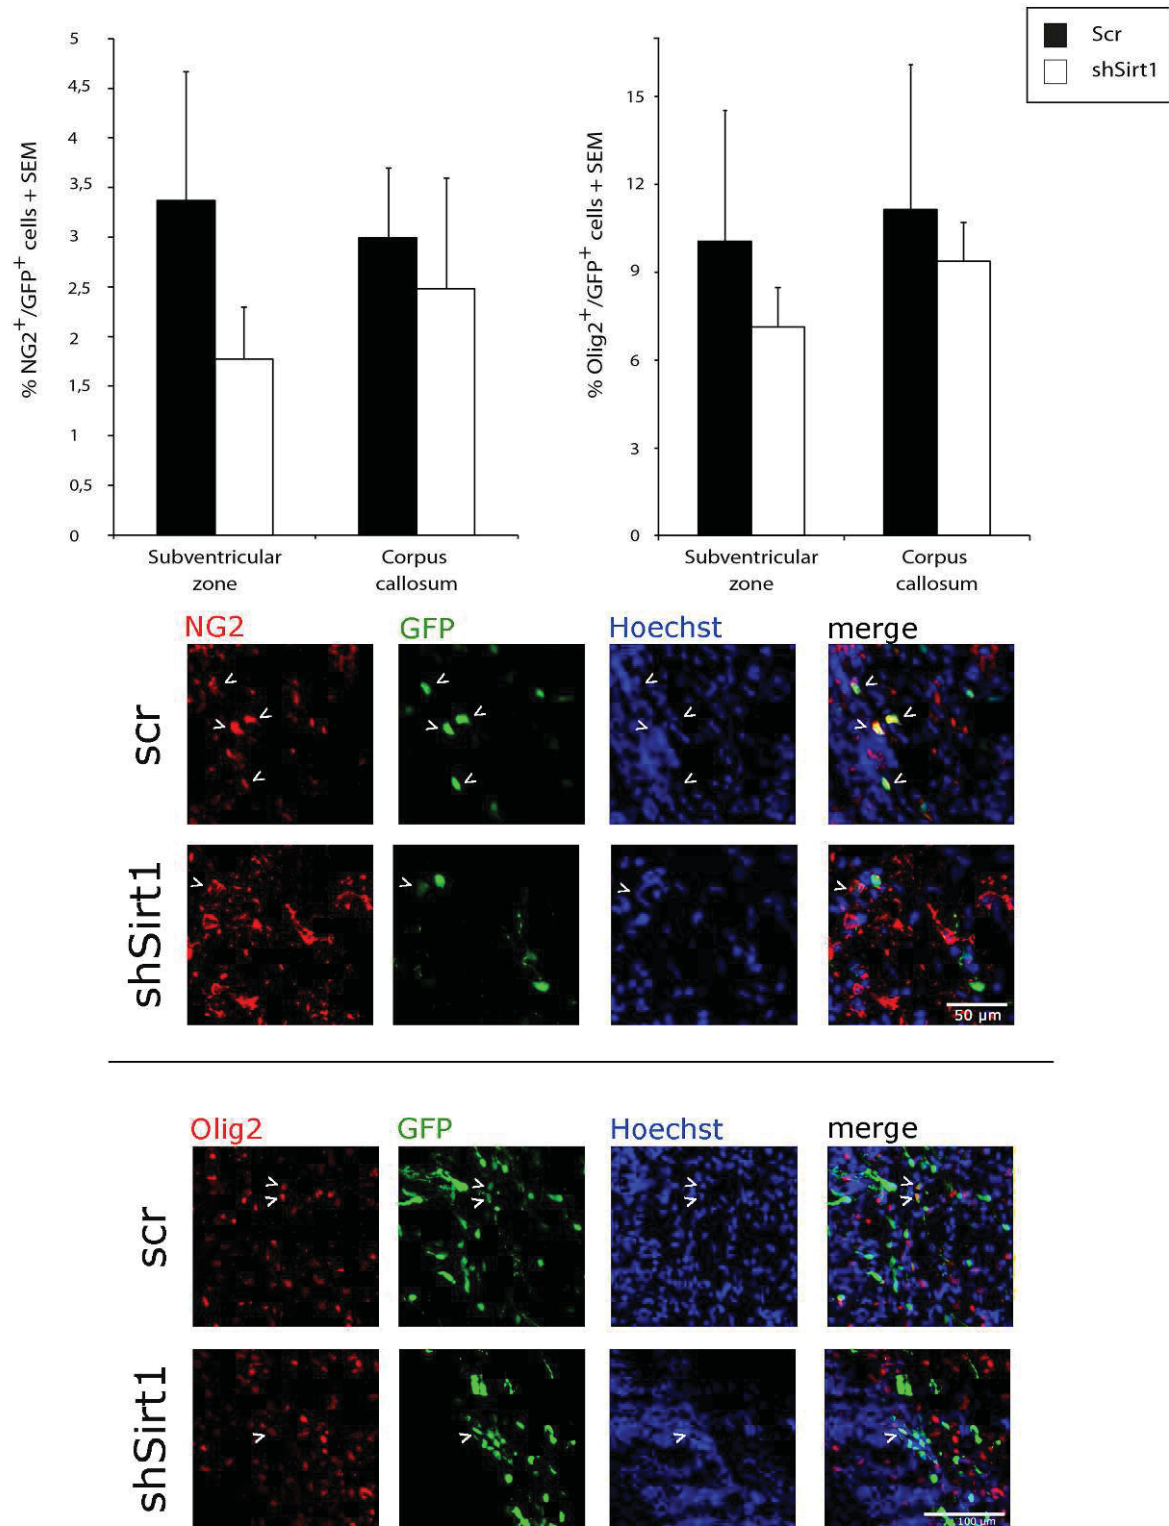 Scr
shSirt1
% NG2+/GFP+ cells + SEM
5
4,5
4
3,5
3
2,5
2
1,5
1
0,5
0
Subventricular
zone
Corpus
callosum
% Olig2+/GFP+ cells + SEM
15
12
9
6
3
0
Subventricular
zone
Corpus
callosum
NG2 GFP Hoechst merge
scr
shSirt1
50 µm
Olig2 GFP Hoechst merge
scr
shSirt1
100 µm